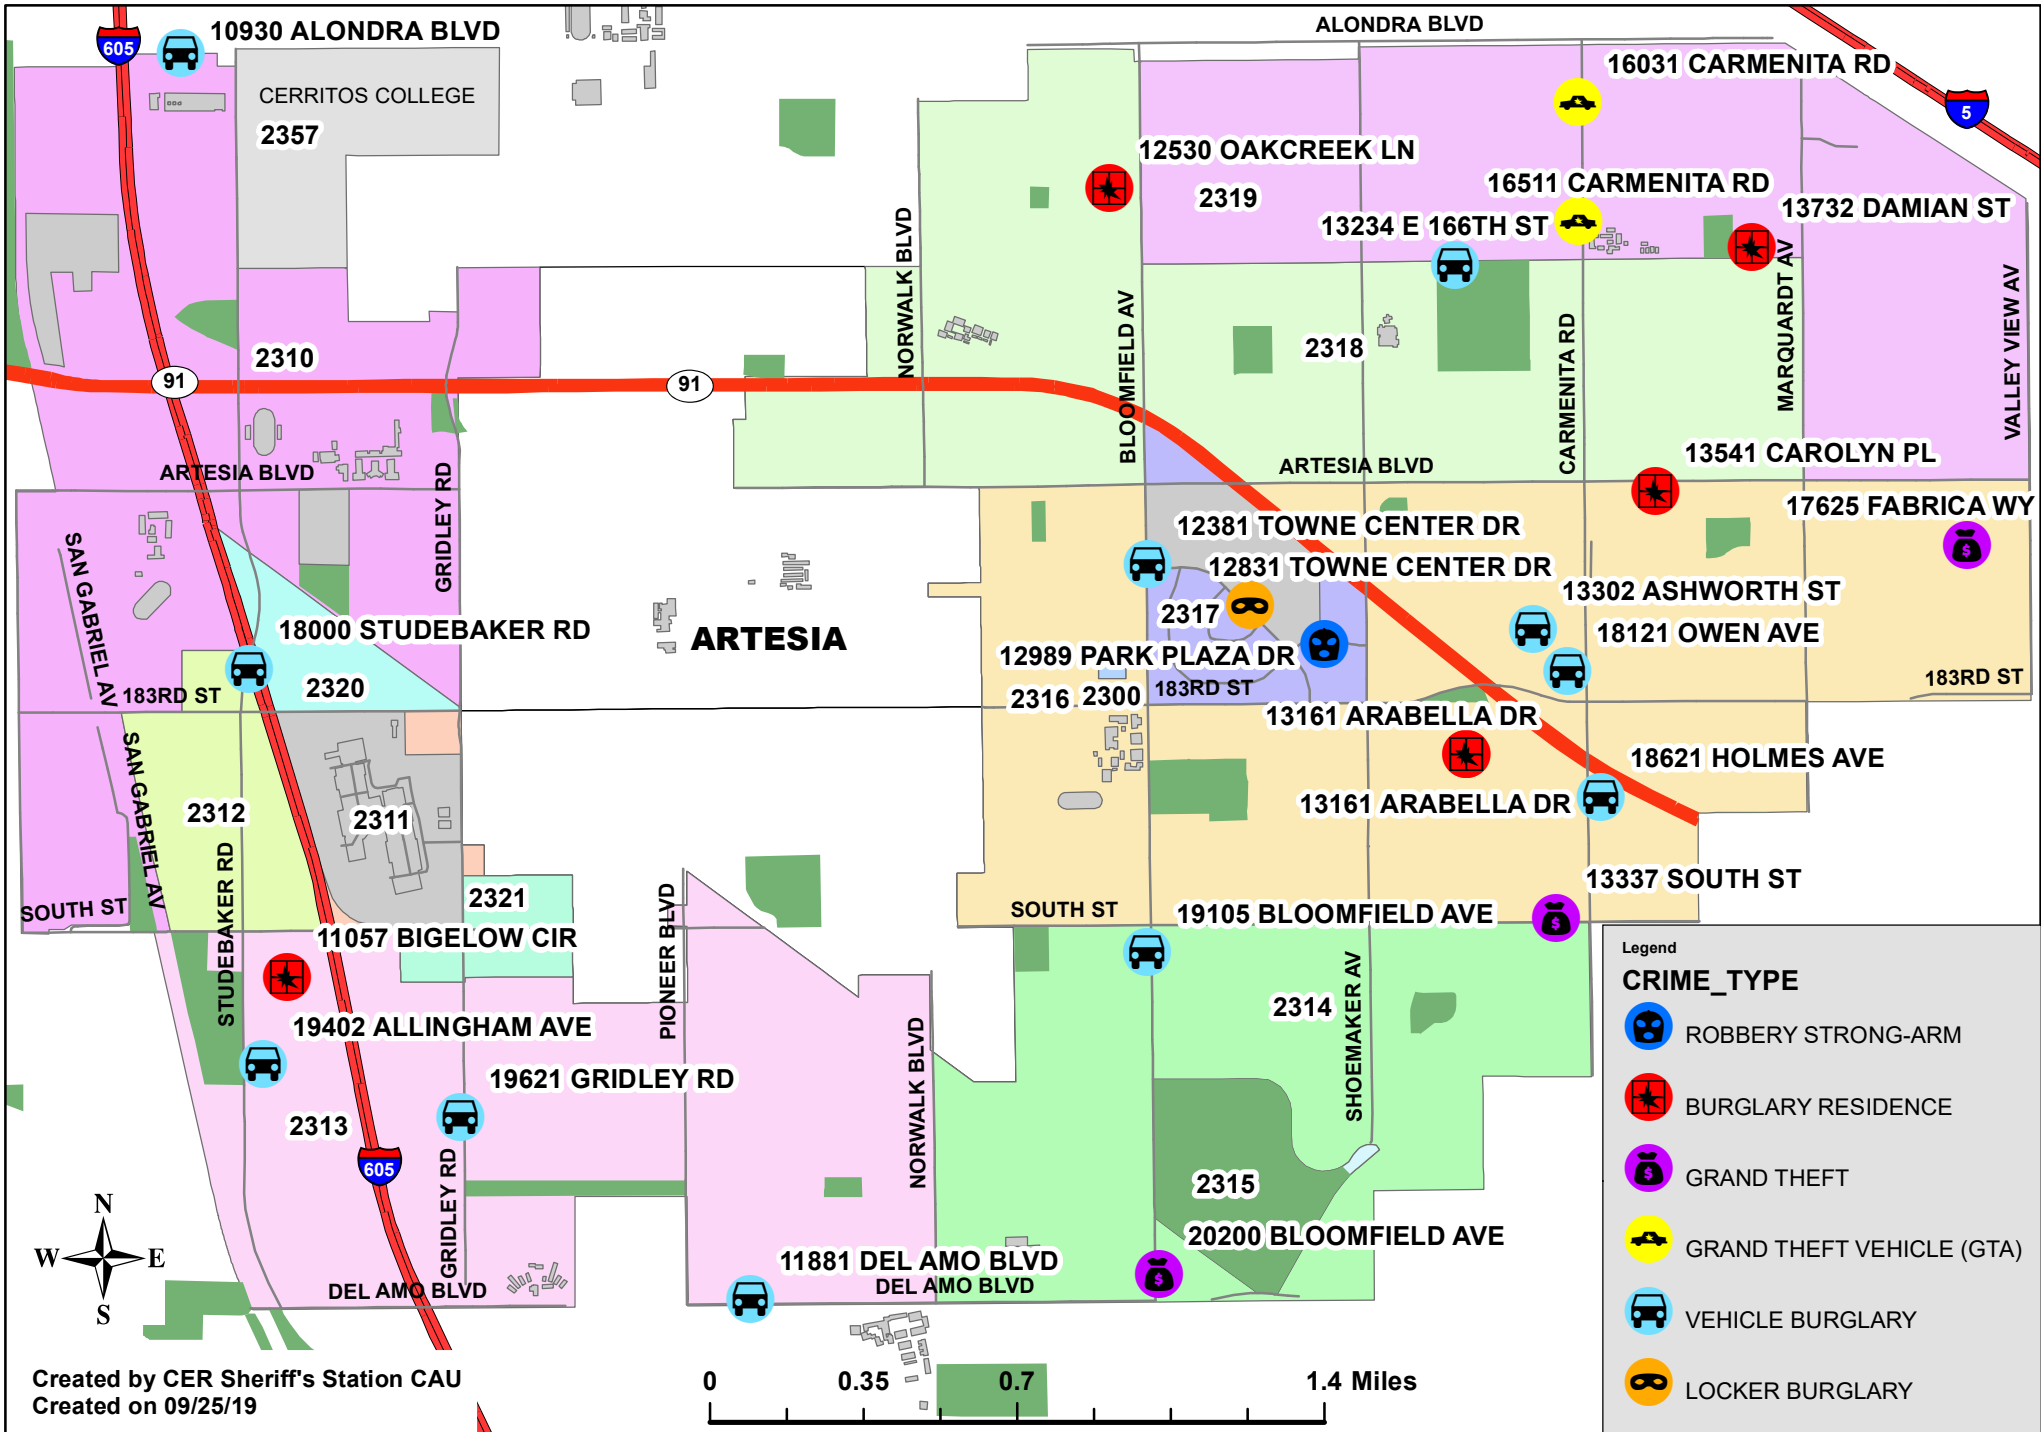 ALONDRA BLVD
605
10930 ALONDRA BLVD
16031 CARMENITA RD
CERRITOS COLLEGE
2357
5
12530 OAKCREEK LN
16511 CARMENITA RD
2319
13732 DAMIAN ST
13234 E 166TH ST
NORWALK BLVD
BLOOMFIELD AV
MARQUARDT AV
VALLEY VIEW AV
CARMENITA RD
2310
2318
91
91
ARTESIA BLVD
ARTESIA BLVD
13541 CAROLYN PL
GRIDLEY RD
17625 FABRICA WY
12381 TOWNE CENTER DR
12831 TOWNE CENTER DR
SAN GABRIEL AV
13302 ASHWORTH ST
2317
18000 STUDEBAKER RD
ARTESIA
18121 OWEN AVE
12989 PARK PLAZA DR
2320
183RD ST
2316
2300
183RD ST
183RD ST
13161 ARABELLA DR
SAN GABRIEL AV
18621 HOLMES AVE
2312
2311
13161 ARABELLA DR
STUDEBAKER RD
2321
13337 SOUTH ST
SOUTH ST
SOUTH ST
19105 BLOOMFIELD AVE
11057 BIGELOW CIR
PIONEER BLVD
2314
SHOEMAKER AV
19402 ALLINGHAM AVE
NORWALK BLVD
19621 GRIDLEY RD
2313
605
GRIDLEY RD
2315
20200 BLOOMFIELD AVE
11881 DEL AMO BLVD
DEL AMO BLVD
DEL AMO BLVD
N
W E
S
Created by CER Sheriff's Station CAU
Created on 09/25/19
0 0.35 0.7 1.4 Miles
Legend
CRIME_TYPE
ROBBERY STRONG-ARM
BURGLARY RESIDENCE
GRAND THEFT
GRAND THEFT VEHICLE (GTA)
VEHICLE BURGLARY
LOCKER BURGLARY